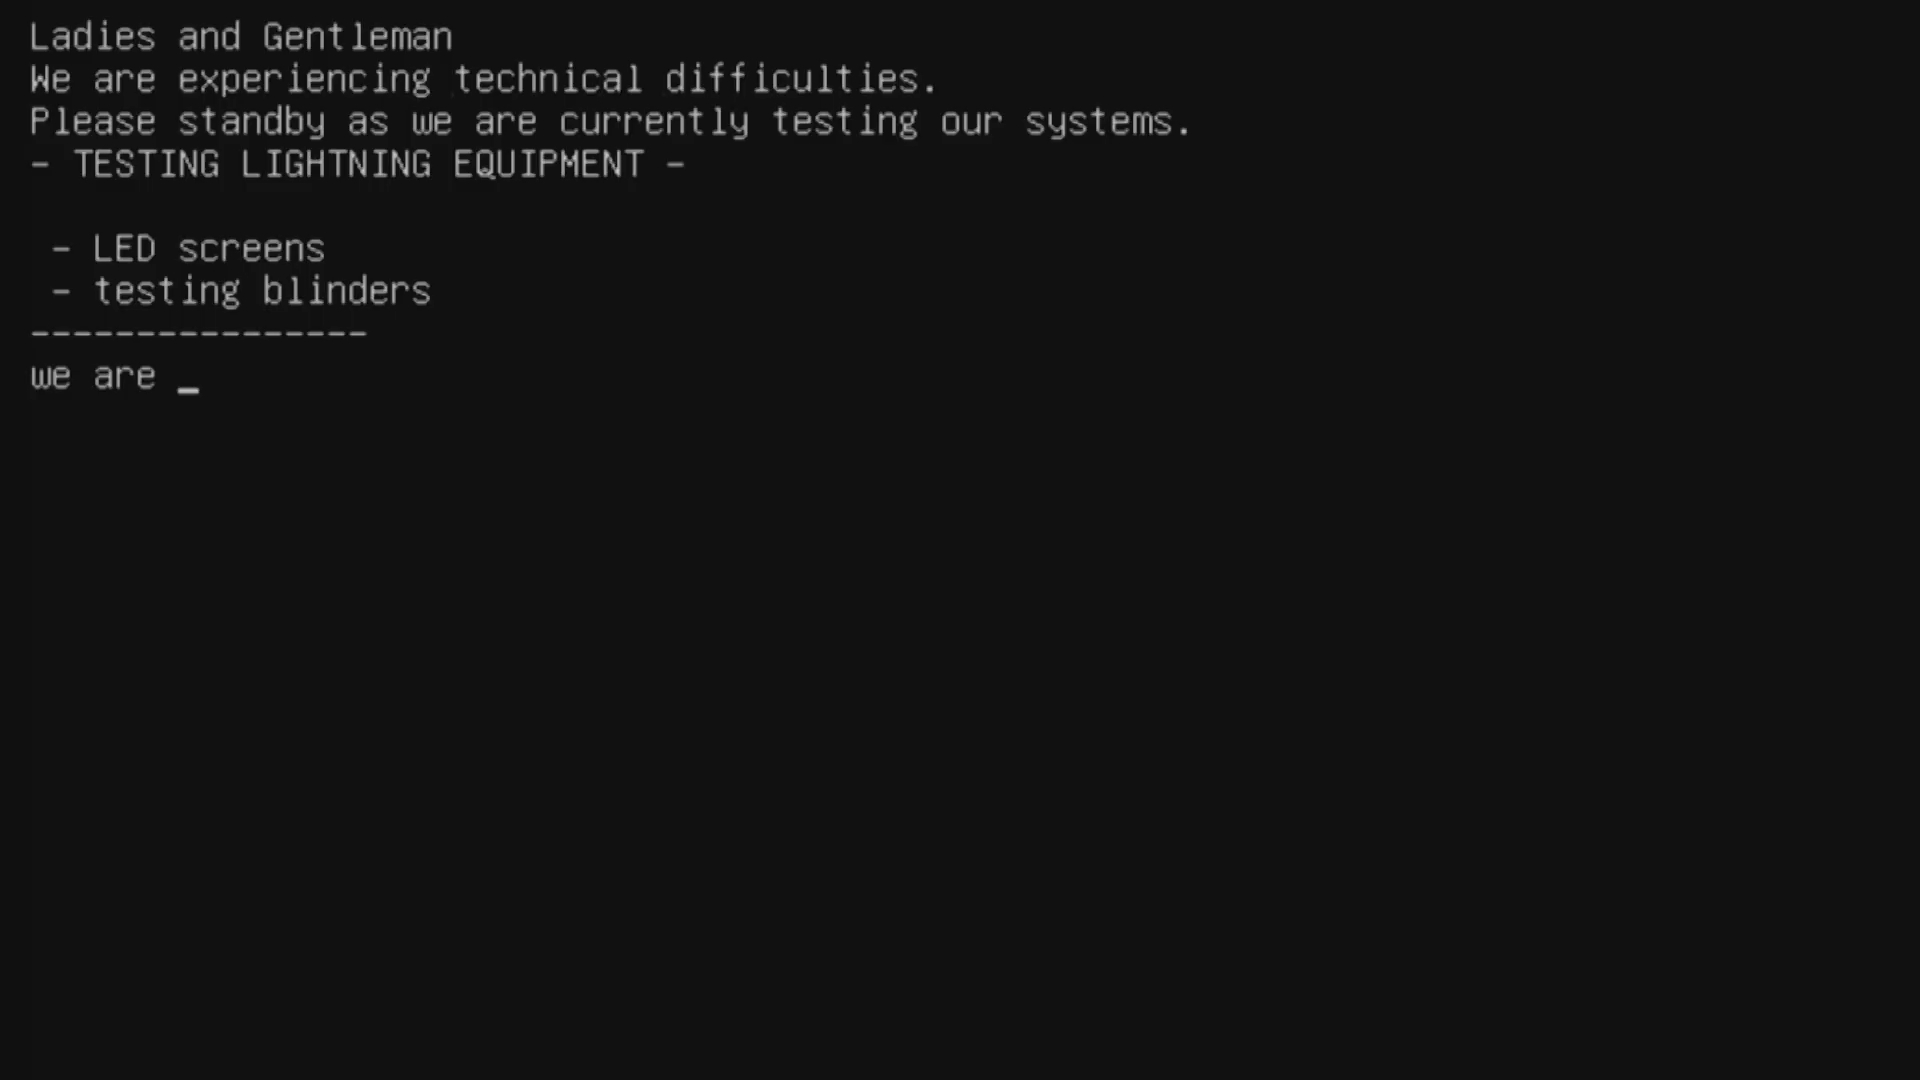 Ladies and Gentleman
We are experiencing technical difficulties.
Please standby as we are currently testing our systems.
- TESTING LIGHTNING EQUIPMENT -
- LED screens
- testing blinders
----------------
we are _